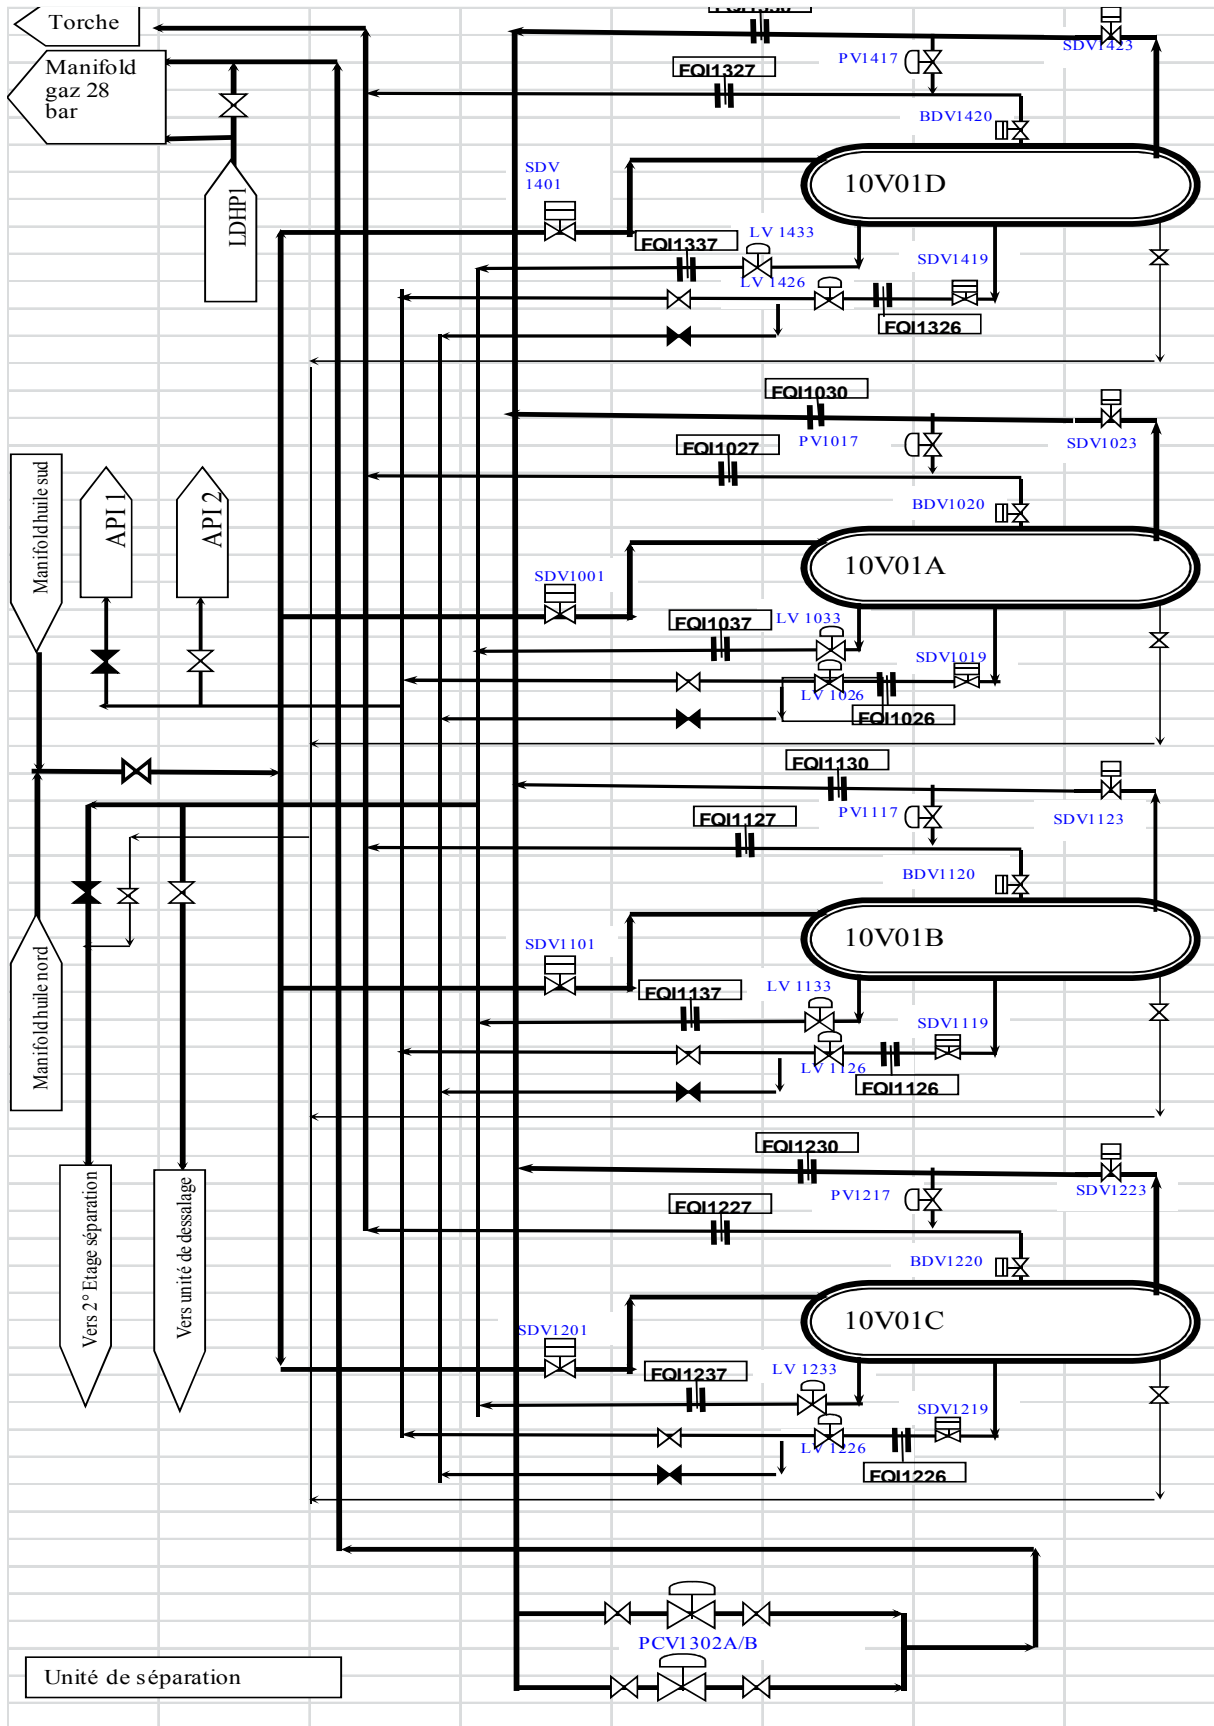 Torche
SDV1423
PV1417
Manifold
gaz 28
bar
FQI1327
BDV1420
SDV
1401
10V01D
LDHP1
LV 1433
FQI1337
SDV1419
LV 1426
FQI1326
FQI1030
PV1017
SDV1023
FQI1027
Manifold huile sud
API 1
API 2
BDV1020
10V01A
SDV1001
FQI1037
LV 1033
SDV1019
LV 1026
FQI1026
FQI1130
PV1117
SDV1123
FQI1127
BDV1120
10V01B
SDV1101
Manifold huile nord
FQI1137
LV 1133
SDV1119
LV 1126
FQI1126
FQI1230
PV1217
SDV1223
FQI1227
Vers 2° Etage séparation
Vers unité de dessalage
BDV1220
10V01C
SDV1201
FQI1237
LV 1233
SDV1219
LV 1226
FQI1226
PCV1302A/B
Unité de séparation